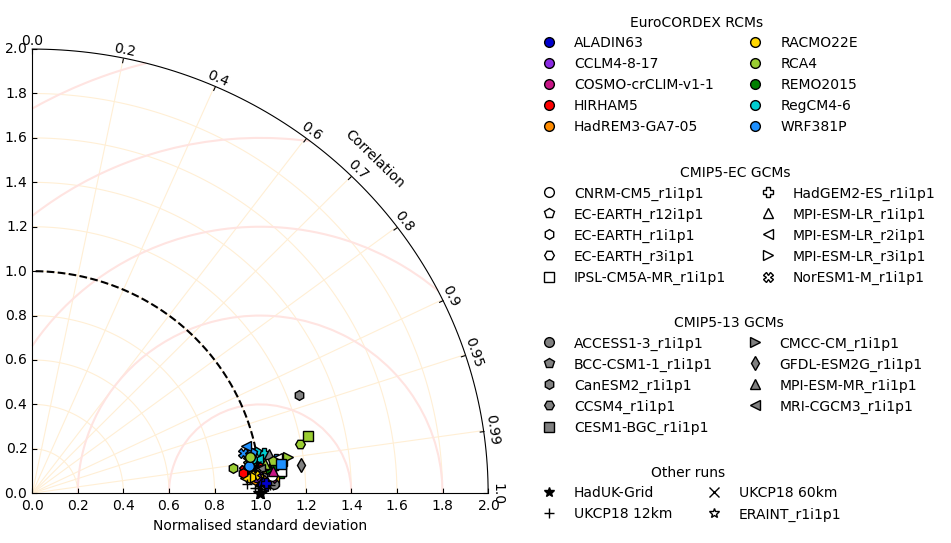 0.0
0.2
0.4
0.6
Correlation
0.7
0.8
0.9
0.95
0.99
1.0
2.0
1.8
1.6
1.4
1.2
1.0
0.8
0.6
0.4
0.2
0.0
0.0 0.2 0.4 0.6 0.8 1.0 1.2 1.4 1.6 1.8 2.0
Normalised standard deviation
EuroCORDEX RCMs
ALADIN63 RACMO22E
CCLM4-8-17 RCA4
COSMO-crCLIM-v1-1 REMO2015
HIRHAM5 RegCM4-6
HadREM3-GA7-05 WRF381P
CMIP5-EC GCMs
CNRM-CM5_r1i1p1 HadGEM2-ES_r1i1p1
EC-EARTH_r12i1p1 MPI-ESM-LR_r1i1p1
EC-EARTH_r1i1p1 MPI-ESM-LR_r2i1p1
EC-EARTH_r3i1p1 MPI-ESM-LR_r3i1p1
IPSL-CM5A-MR_r1i1p1 NorESM1-M_r1i1p1
CMIP5-13 GCMs
ACCESS1-3_r1i1p1 CMCC-CM_r1i1p1
BCC-CSM1-1_r1i1p1 GFDL-ESM2G_r1i1p1
CanESM2_r1i1p1 MPI-ESM-MR_r1i1p1
CCSM4_r1i1p1 MRI-CGCM3_r1i1p1
CESM1-BGC_r1i1p1
Other runs
HadUK-Grid UKCP18 60km
UKCP18 12km ERAINT_r1i1p1